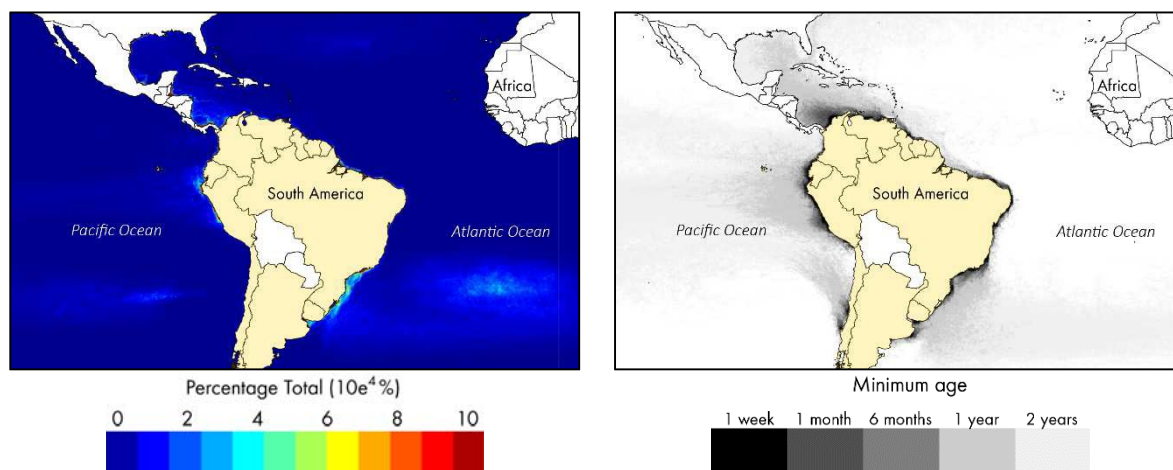 Africa
South America
Pacific Ocean
Atlantic Ocean
Percentage Total (10e⁴ %)
0 2 4 6 8 10
Africa
South America
Pacific Ocean
Atlantic Ocean
Minimum age
1 week 1 month 6 months 1 year 2 years